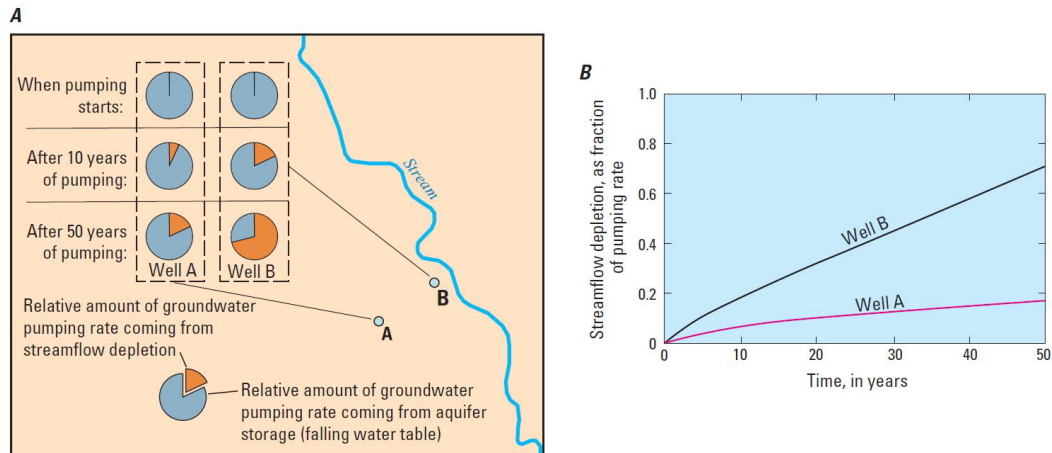 A
When pumping
starts:
After 10 years
of pumping:
After 50 years
of pumping:
Well A
Well B
Relative amount of groundwater
pumping rate coming from
streamflow depletion
Relative amount of groundwater
pumping rate coming from aquifer
storage (falling water table)
Stream
B
A
B
Streamflow depletion, as fraction
of pumping rate
1.0
0.8
0.6
0.4
0.2
0
Well B
Well A
0
10
20
30
40
50
Time, in years